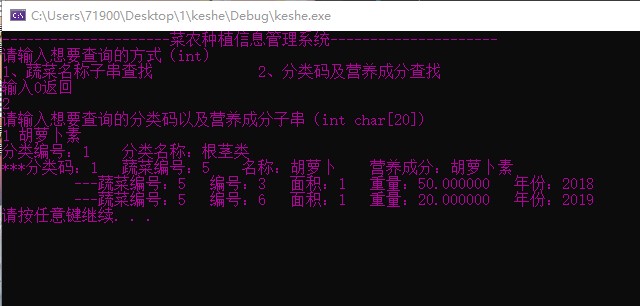 C:\Users\71900\Desktop\1\keshe\Debug\keshe.exe
---------------------菜农种植信息管理系统---------------------
请输入想要查询的方式（int）
1、蔬菜名称子串查找 2、分类码及营养成分查找
输入0返回
2
请输入想要查询的分类码以及营养成分子串（int char[20]）
1 胡萝卜素
分类编号：1 分类名称：根茎类
***分类码：1 蔬菜编号：5 名称：胡萝卜 营养成分：胡萝卜素
---蔬菜编号：5 编号：3 面积：1 重量：50.000000 年份：2018
---蔬菜编号：5 编号：6 面积：1 重量：20.000000 年份：2019
请按任意键继续. . .